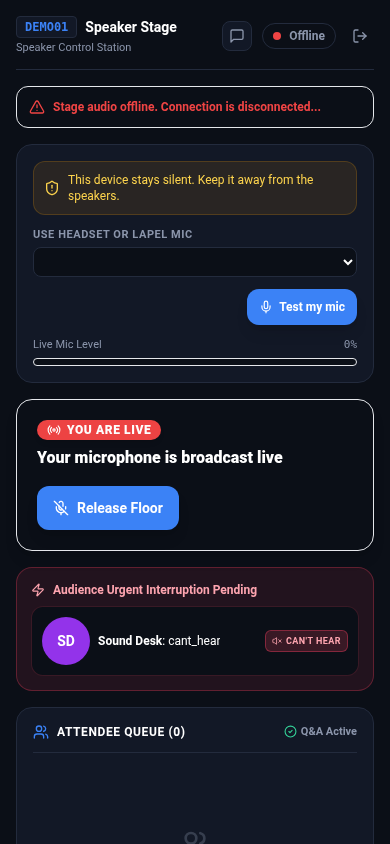 DEMO01 Speaker Stage
Speaker Control Station
Offline
Stage audio offline. Connection is disconnected...
This device stays silent. Keep it away from the
speakers.
USE HEADSET OR LAPEL MIC
Test my mic
Live Mic Level 0%
YOU ARE LIVE
Your microphone is broadcast live
Release Floor
Audience Urgent Interruption Pending
SD Sound Desk: cant_hear CAN'T HEAR
ATTENDEE QUEUE (0) Q&A Active